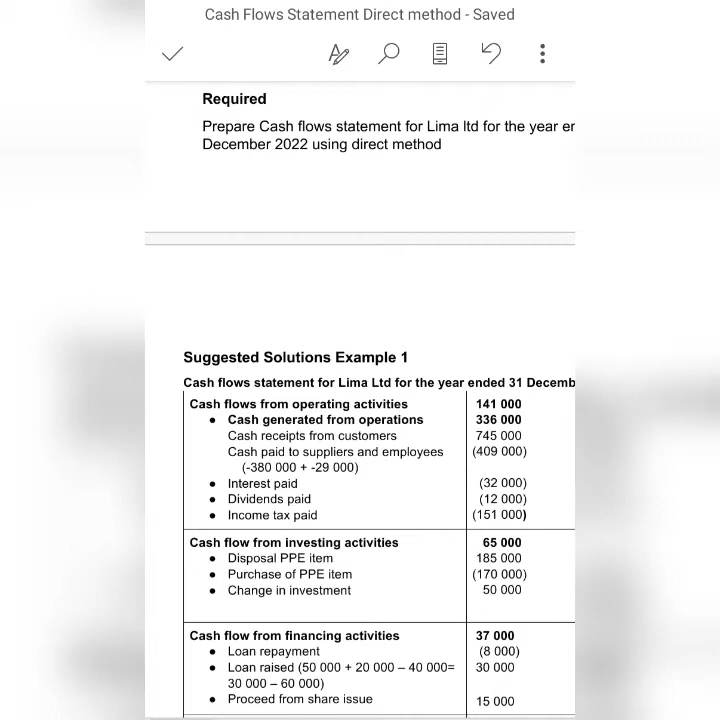 Cash Flows Statement Direct method - Saved
Required
Prepare Cash flows statement for Lima ltd for the year
December 2022 using direct method
Suggested Solutions Example 1
Cash flows statement for Lima Ltd for the year ended 31
Cash flows from operating activities 141 000
• Cash generated from operations 336 000
Cash receipts from customers 745 000
Cash paid to suppliers and employees (409 000)
(-380 000 + -29 000)
• Interest paid (32 000)
• Dividends paid (12 000)
• Income tax paid (151 000)
Cash flow from investing activities 65 000
• Disposal PPE item 185 000
• Purchase of PPE item (170 000)
• Change in investment 50 000
Cash flow from financing activities 37 000
• Loan repayment (8 000)
• Loan raised (50 000 + 20 000 – 40 000= 30 000
30 000 – 60 000)
• Proceed from share issue 15 000